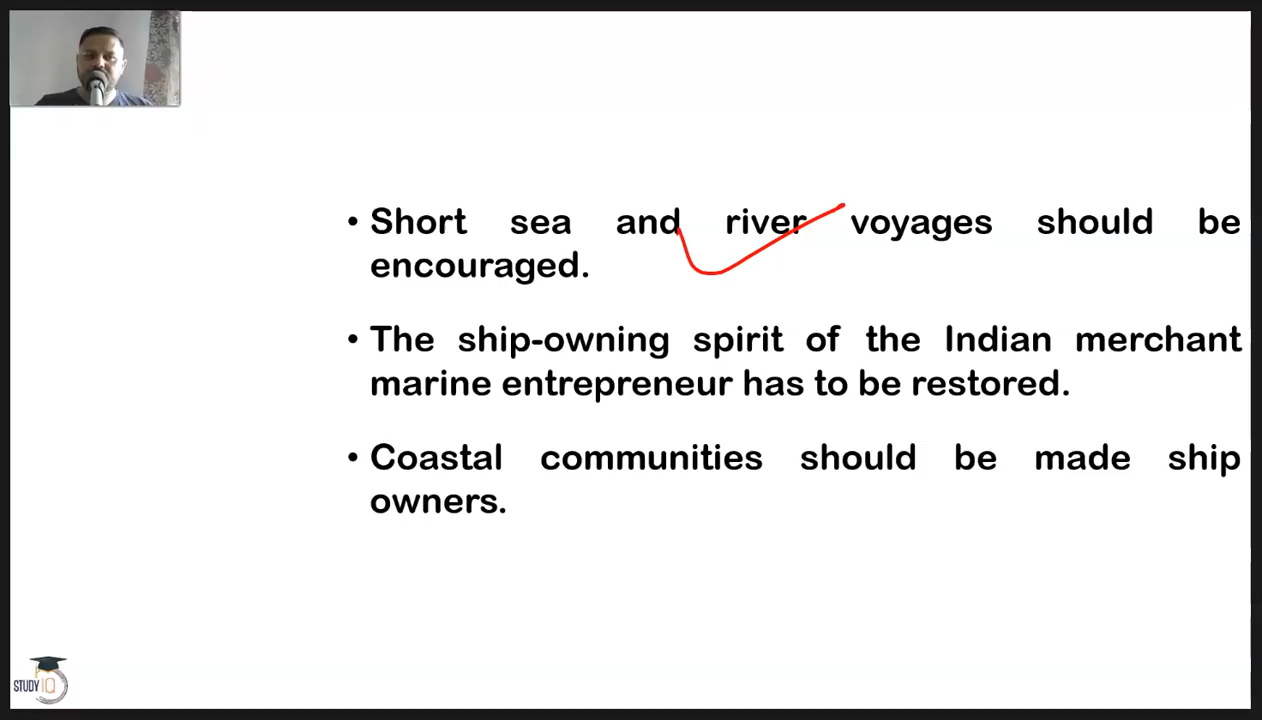 • Short sea and river voyages should be
encouraged.
• The ship-owning spirit of the Indian merchant
marine entrepreneur has to be restored.
• Coastal communities should be made ship
owners.
STUDY IQ